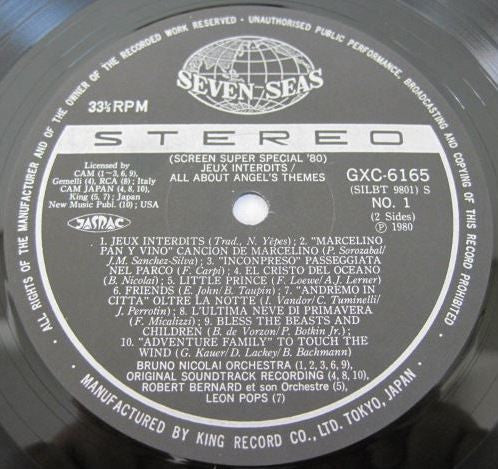 ALL RIGHTS OF THE MANUFACTURER AND OF THE OWNER OF THE RECORDED WORK RESERVED - UNAUTHORISED PUBLIC PERFORMANCE, BROADCASTING AND COPYING OF THIS RECORD PROHIBITED
SEVEN SEAS
33⅓RPM
STEREO
Licensed by
CAM (1~3, 6, 9),
Gemelli (4), RCA (8); Italy
CAM JAPAN (4, 8, 10),
King (5, 7); Japan
New Music Publ. (10); USA
JASRAC
(SCREEN SUPER SPECIAL '80)
JEUX INTERDITS/
ALL ABOUT ANGEL'S THEMES
GXC-6165
(SILBT 9801) S
NO. 1
(2 Sides)
Ⓟ 1980
1. JEUX INTERDITS (Trad., N. Yepes); 2. "MARCELINO
PAN Y VINO" CANCION DE MARCELINO (P. Sorozabal/
J.M. Sanchez-Silva); 3. "INCONPRESO" PASSEGGIATA
NEL PARCO (F. Carpi); 4. EL CRISTO DEL OCEANO
(B. Nicolai); 5. LITTLE PRINCE (F. Loewe/A.J. Lerner)
6. FRIENDS (E. John/B. Taupin); 7. "ANDREMO IN
CITTA" OLTRE LA NOTTE (I. Vandor/C. Tuminelli/
J. Perrotin); 8. L'ULTIMA NEVE DI PRIMAVERA
(F. Micalizzi); 9. BLESS THE BEASTS AND
CHILDREN (B. de Vorzon/P. Botkin Jr.);
10. "ADVENTURE FAMILY" TO TOUCH THE
WIND (G. Kauer/D. Lackey/B. Bachmann)
BRUNO NICOLAI ORCHESTRA (1, 2, 3, 6, 9),
ORIGINAL SOUNDTRACK RECORDING (4, 8, 10),
ROBERT BERNARD et son Orchestre (5),
LEON POPS (7)
MANUFACTURED BY KING RECORD CO., LTD. TOKYO, JAPAN